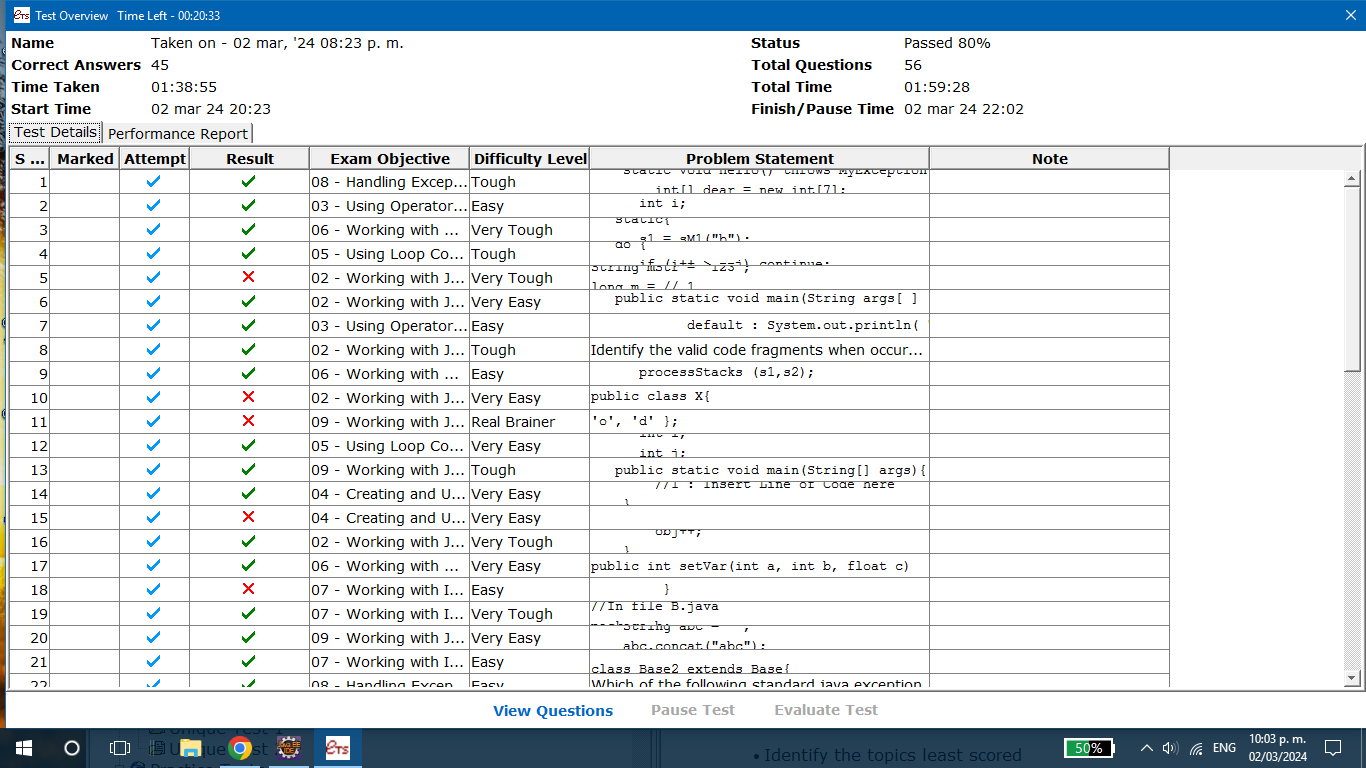 ETS Test Overview Time Left - 00:20:33
Name Taken on - 02 mar, '24 08:23 p. m. Status Passed 80%
Correct Answers 45 Total Questions 56
Time Taken 01:38:55 Total Time 01:59:28
Start Time 02 mar 24 20:23 Finish/Pause Time 02 mar 24 22:02
Test Details Performance Report
S ... Marked Attempt Result Exam Objective Difficulty Level Problem Statement Note
1 08 - Handling Excep... Tough static void hello() throws MyException
int[] dear = new int[7];
2 03 - Using Operator... Easy int i;
3 06 - Working with ... Very Tough static{
s1 = sM1("b");
4 05 - Using Loop Co... Tough do {
if (i++ > --j) continue;
5 02 - Working with J... Very Tough String mStr = "123";
long m = // 1
6 02 - Working with J... Very Easy public static void main(String args[ ]
7 03 - Using Operator... Easy default : System.out.println( "
8 02 - Working with J... Tough Identify the valid code fragments when occur...
9 06 - Working with ... Easy processStacks (s1,s2);
10 02 - Working with J... Very Easy public class X{
11 09 - Working with J... Real Brainer 'o', 'd' };
12 05 - Using Loop Co... Very Easy int i;
int j;
13 09 - Working with J... Tough public static void main(String[] args){
14 04 - Creating and U... Very Easy //1 : Insert Line of Code here
}
15 04 - Creating and U... Very Easy
16 02 - Working with J... Very Tough obj++;
}
17 06 - Working with ... Very Easy public int setVar(int a, int b, float c)
18 07 - Working with I... Easy }
19 07 - Working with I... Very Tough //In file B.java
20 09 - Working with J... Very Easy String abc = "";
abc.concat("abc");
21 07 - Working with I... Easy class Base2 extends Base{
22 08 - Handling Excep... Easy Which of the following standard java exception
View Questions Pause Test Evaluate Test
Unique Test 1
Unique Test 2
• Identify the topics least scored
ETS 50% ENG 10:03 p. m.
02/03/2024